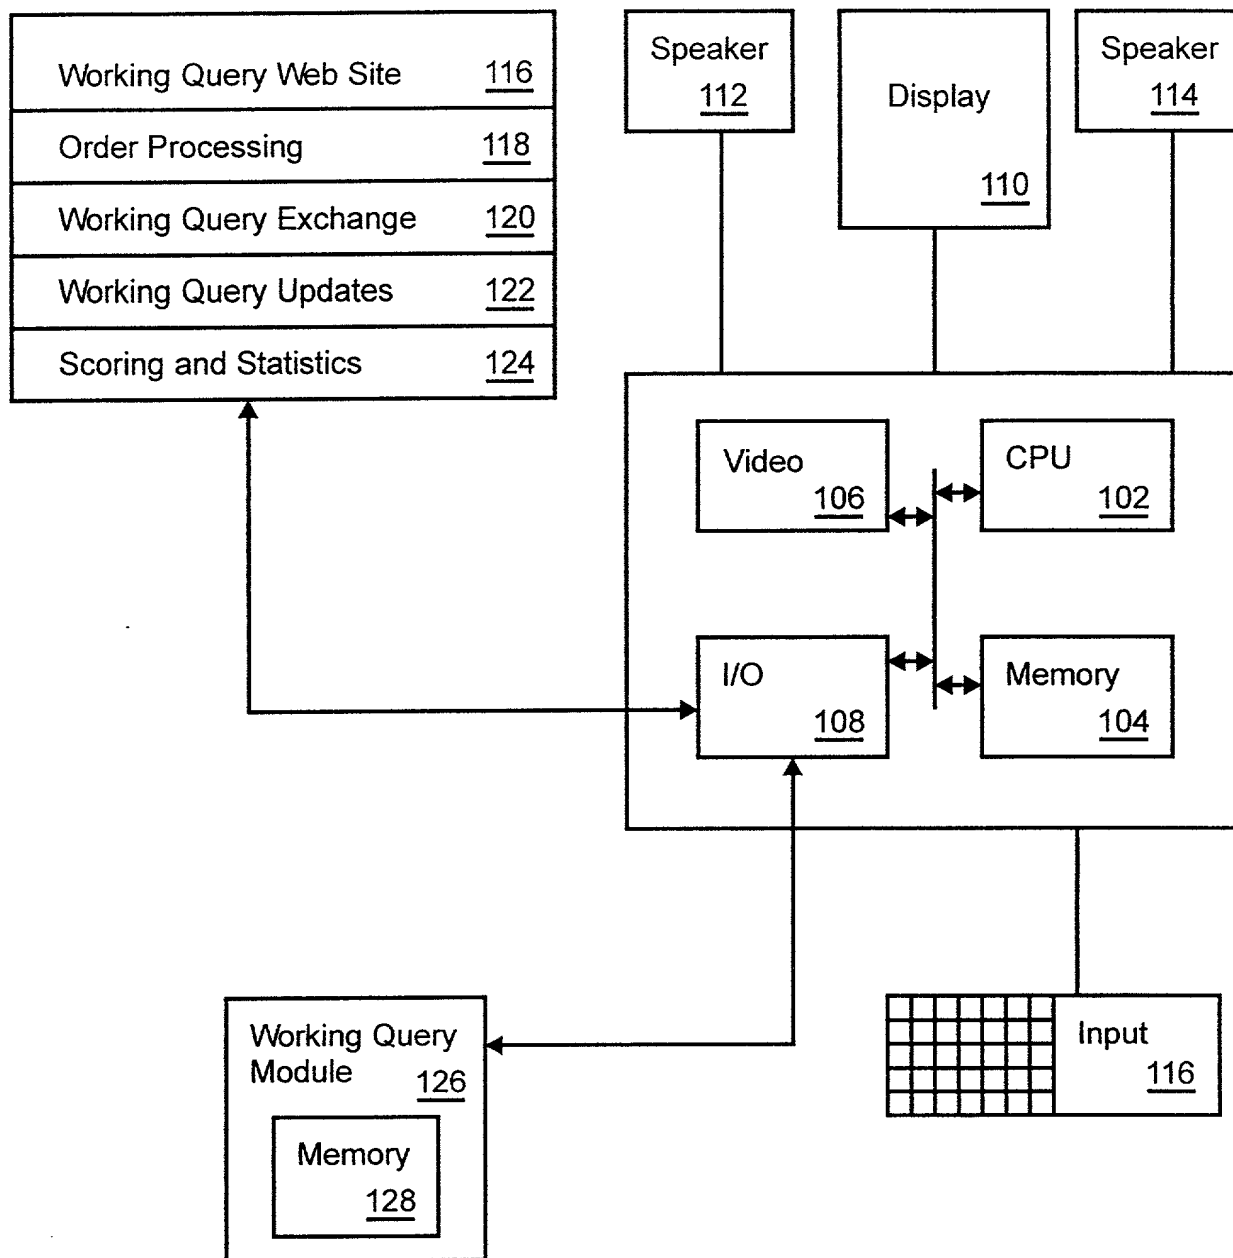 Working Query Web Site 116
Order Processing 118
Working Query Exchange 120
Working Query Updates 122
Scoring and Statistics 124
Speaker
112
Display
110
Speaker
114
Video
106
CPU
102
I/O
108
Memory
104
Working Query
Module
126
Memory
128
Input
116